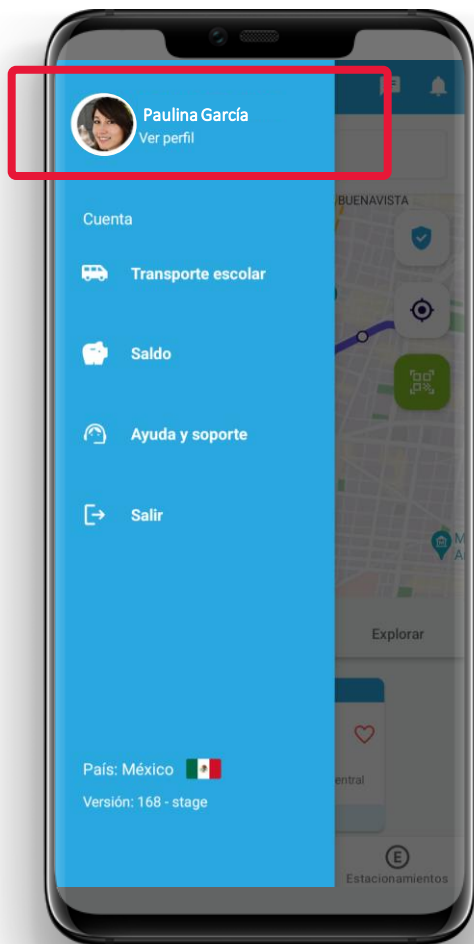 Paulina García
Ver perfil
BUENAVISTA
Cuenta
Transporte escolar
Saldo
Ayuda y soporte
Salir
Explorar
entral
País: México
Versión: 168 - stage
E
Estacionamientos